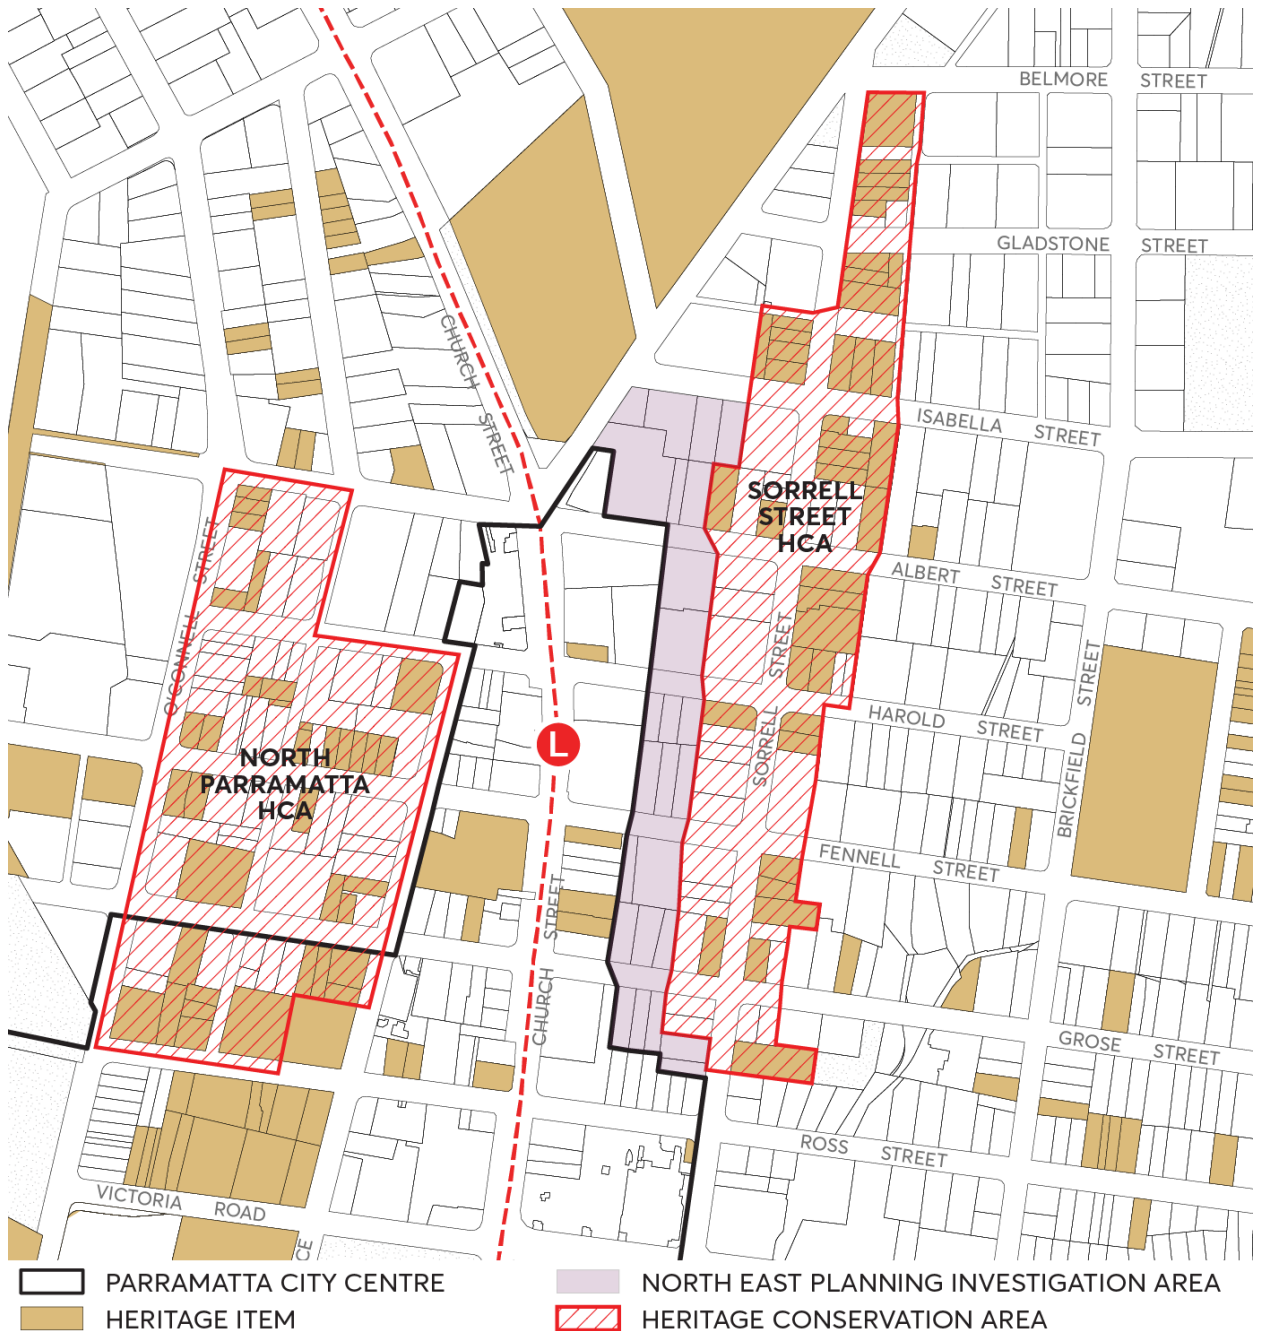 BELMORE STREET
GLADSTONE STREET
CHURCH STREET
ISABELLA STREET
SORRELL
STREET
HCA
O'CONNELL STREET
ALBERT STREET
SORRELL STREET
HAROLD STREET
BRICKFIELD STREET
L
NORTH
PARRAMATTA
HCA
FENNELL STREET
CHURCH STREET
GROSE STREET
ROSS STREET
VICTORIA ROAD
CE
PARRAMATTA CITY CENTRE
NORTH EAST PLANNING INVESTIGATION AREA
HERITAGE ITEM
HERITAGE CONSERVATION AREA